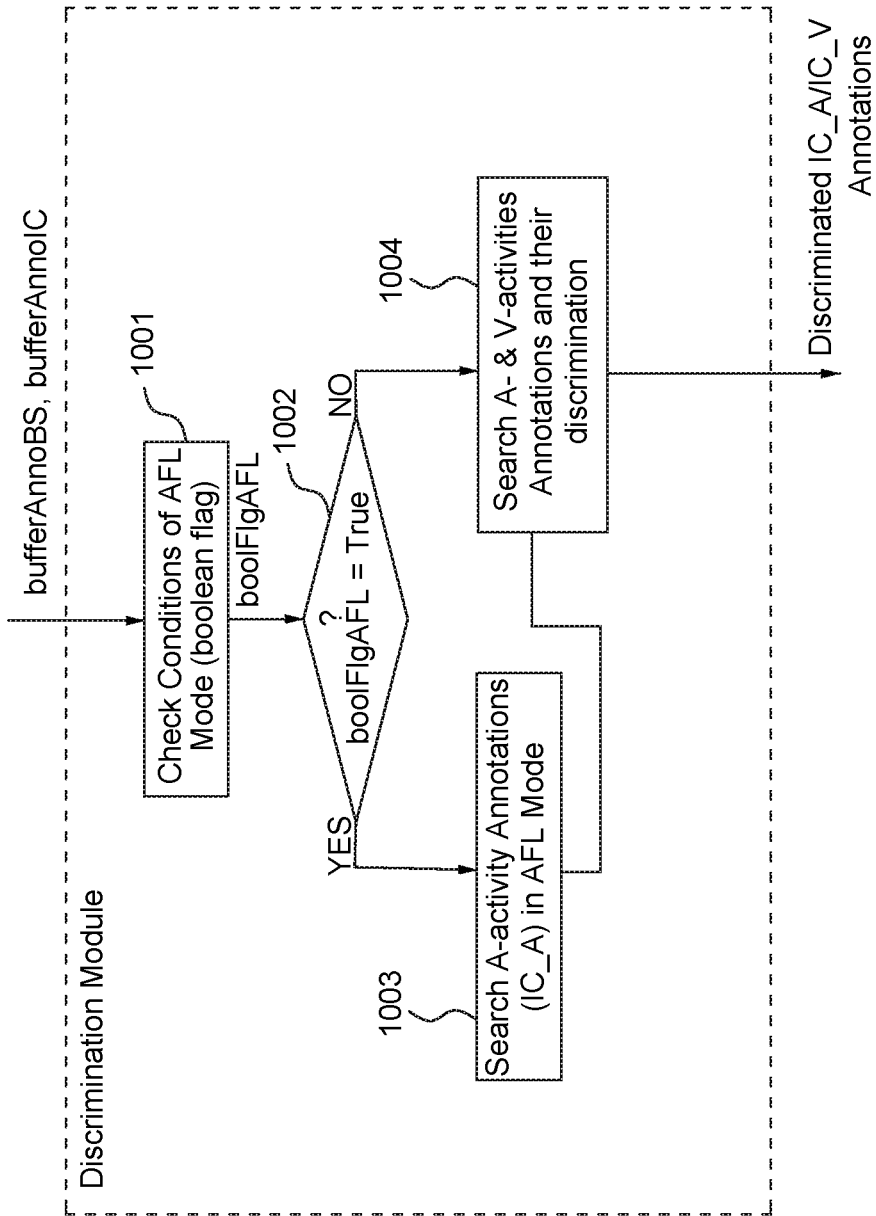 Discrimination Module
bufferAnnoBS, bufferAnnoIC
1001
Check Conditions of AFL
Mode (boolean flag)
boolFlgAFL
1002
?
boolFlgAFL = True
YES
NO
1003
Search A-activity Annotations
(IC_A) in AFL Mode
1004
Search A- & V-activities
Annotations and their
discrimination
Discriminated IC_A/IC_V
Annotations